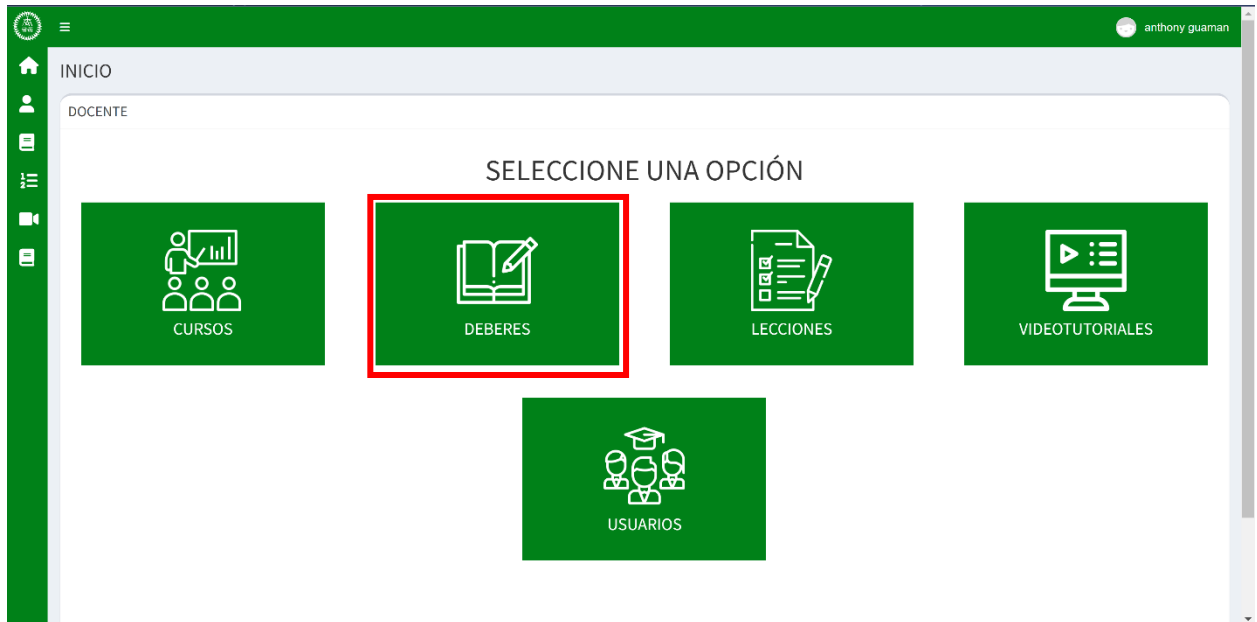 anthony guaman
INICIO
DOCENTE
SELECCIONE UNA OPCIÓN
CURSOS
DEBERES
LECCIONES
VIDEOTUTORIALES
USUARIOS